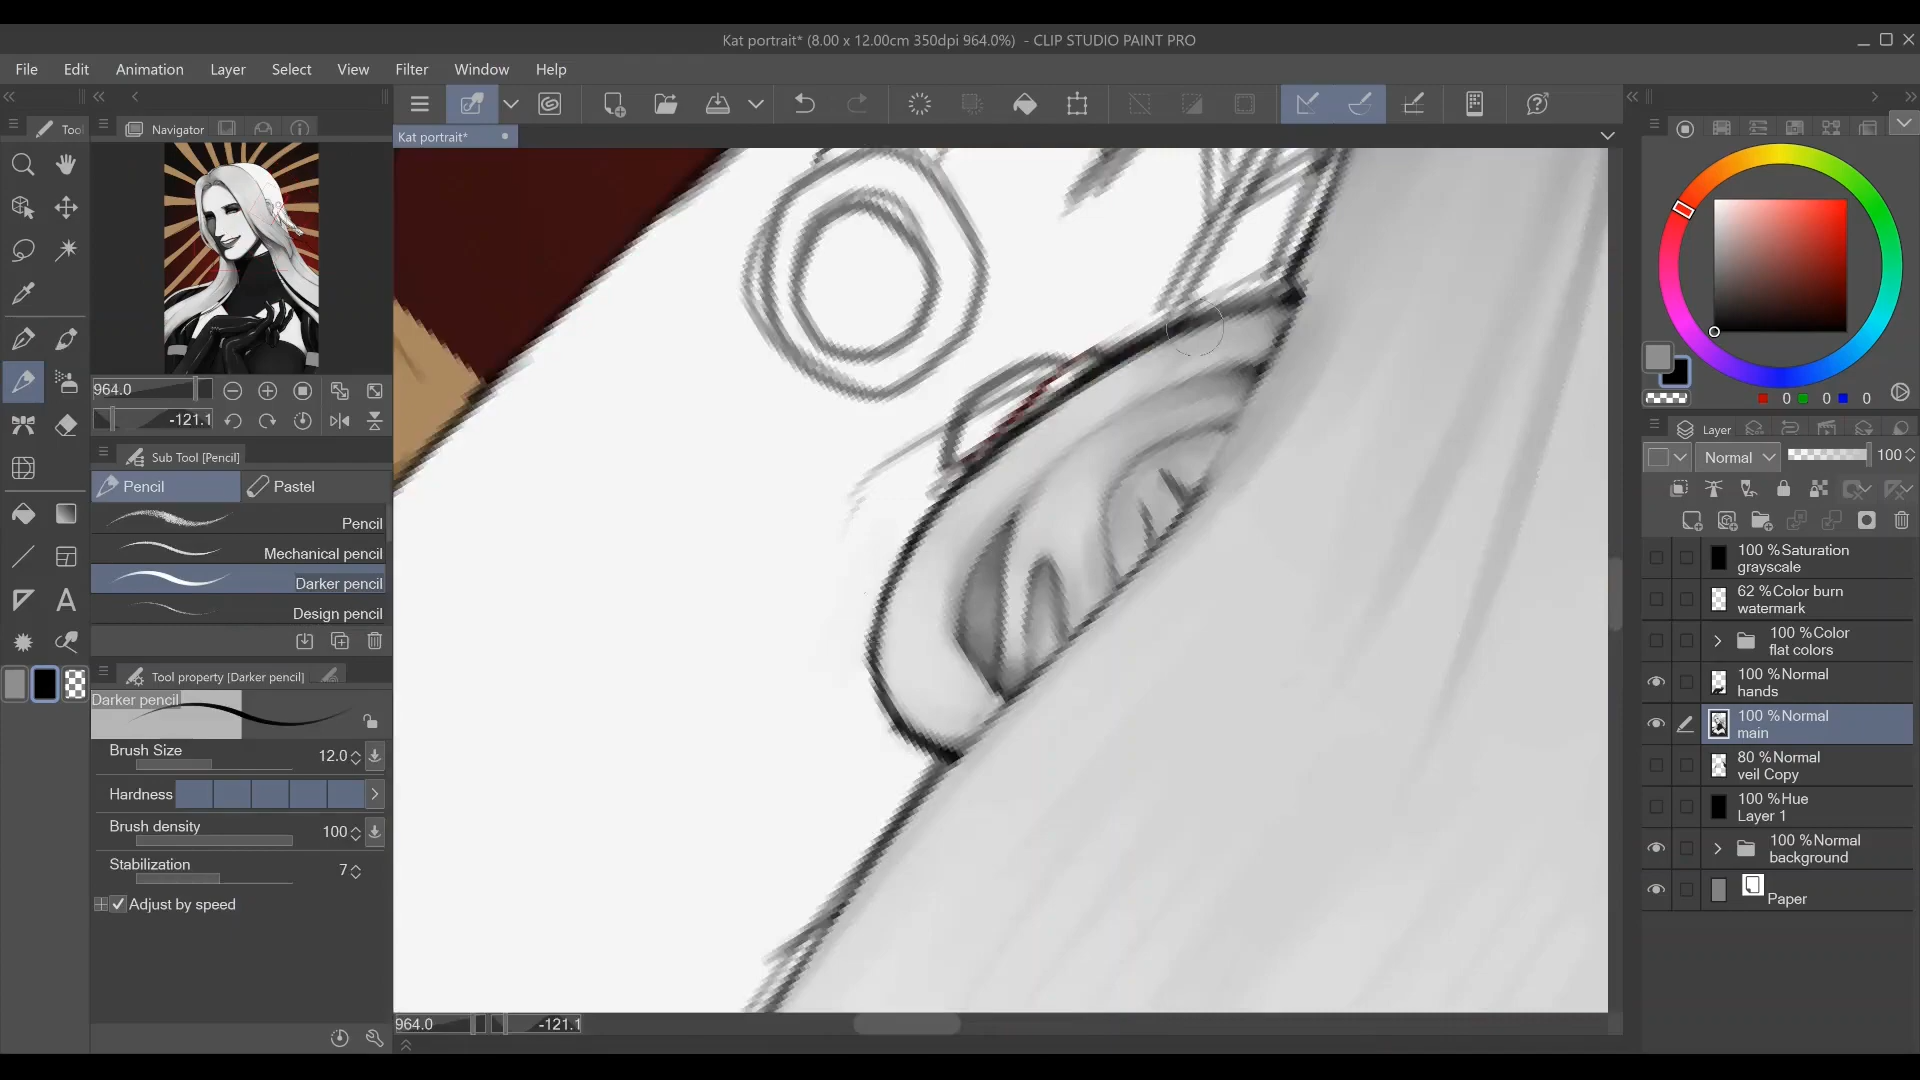 Kat portrait* (8.00 x 12.00cm 350dpi 964.0%)  - CLIP STUDIO PAINT PRO
File Edit Animation Layer Select View Filter Window Help
Tool
Navigator
Kat portrait*
964.0
-121.1
Sub Tool [Pencil]
Pencil Pastel
Pencil
Mechanical pencil
Darker pencil
Design pencil
Tool property [Darker pencil]
Darker pencil
Brush Size 12.0
Hardness
Brush density 100
Stabilization 7
Adjust by speed
964.0 -121.1
0 0 0
Layer
Normal 100
100 %Saturation
grayscale
62 %Color burn
watermark
100 %Color
flat colors
100 %Normal
hands
100 %Normal
main
80 %Normal
veil Copy
100 %Hue
Layer 1
100 %Normal
background
Paper